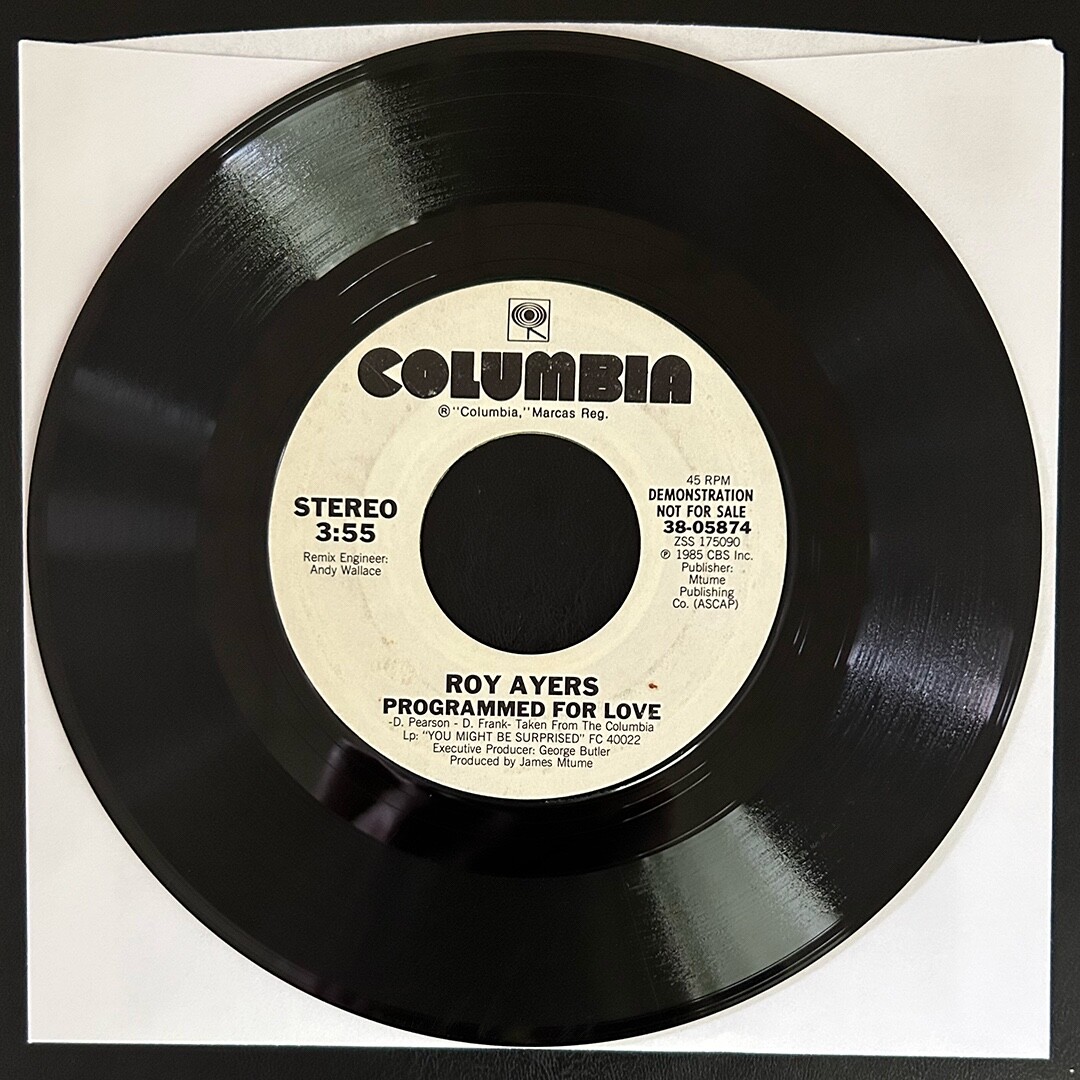 COLUMBIA
® "Columbia," Marcas Reg.
STEREO
3:55
Remix Engineer:
Andy Wallace
45 RPM
DEMONSTRATION
NOT FOR SALE
38-05874
ZSS 175090
℗ 1985 CBS Inc.
Publisher:
Mtume
Publishing
Co. (ASCAP)
ROY AYERS
PROGRAMMED FOR LOVE
-D. Pearson - D. Frank- Taken From The Columbia
Lp: "YOU MIGHT BE SURPRISED" FC 40022
Executive Producer: George Butler
Produced by James Mtume